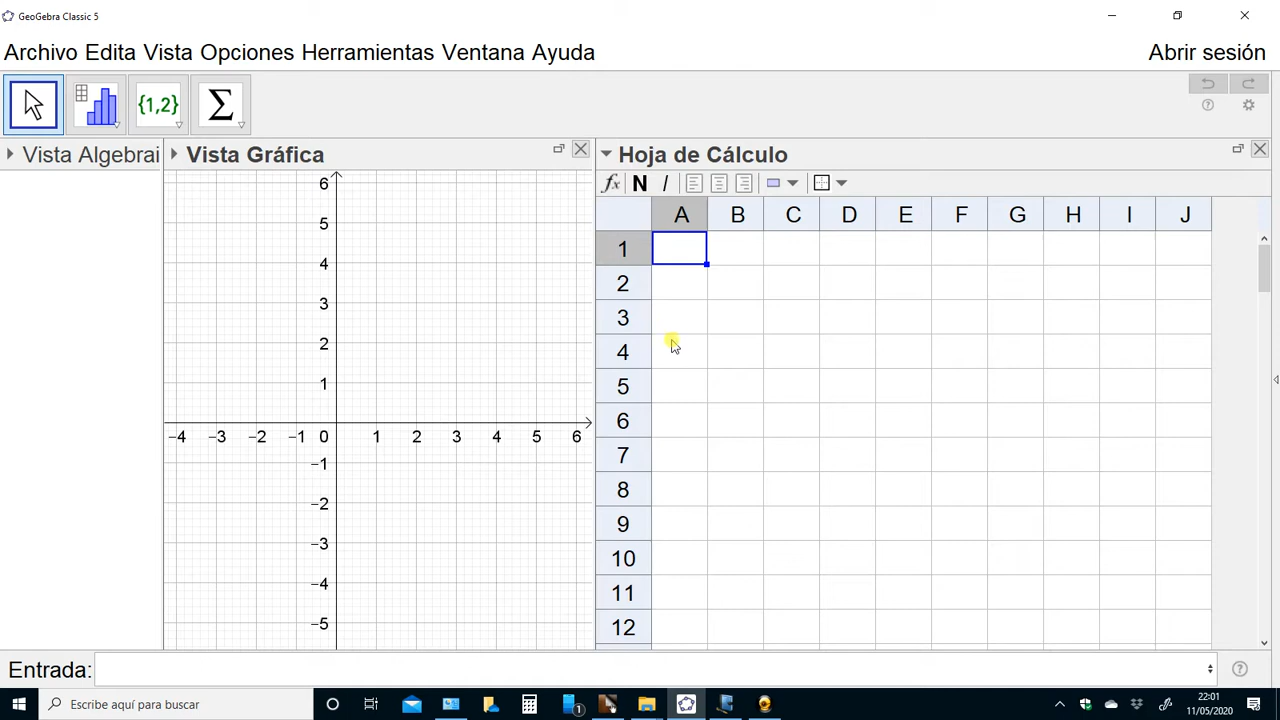 GeoGebra Classic 5
Archivo Edita Vista Opciones Herramientas Ventana Ayuda
Abrir sesión
{1,2}
Σ
Vista Algebrai
Vista Gráfica
Hoja de Cálculo
fx N I
A B C D E F G H I J
1
2
3
4
5
6
7
8
9
10
11
12
6
5
4
3
2
1
−4 −3 −2 −1 0 1 2 3 4 5 6
−1
−2
−3
−4
−5
Entrada:
Escribe aquí para buscar
1
22:01
11/05/2020